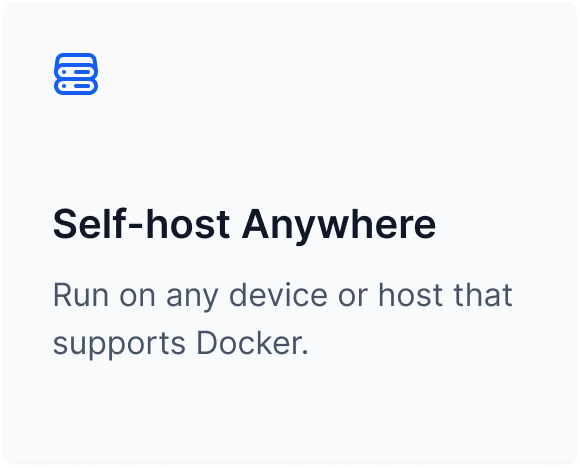 Self-host Anywhere
Run on any device or host that
supports Docker.